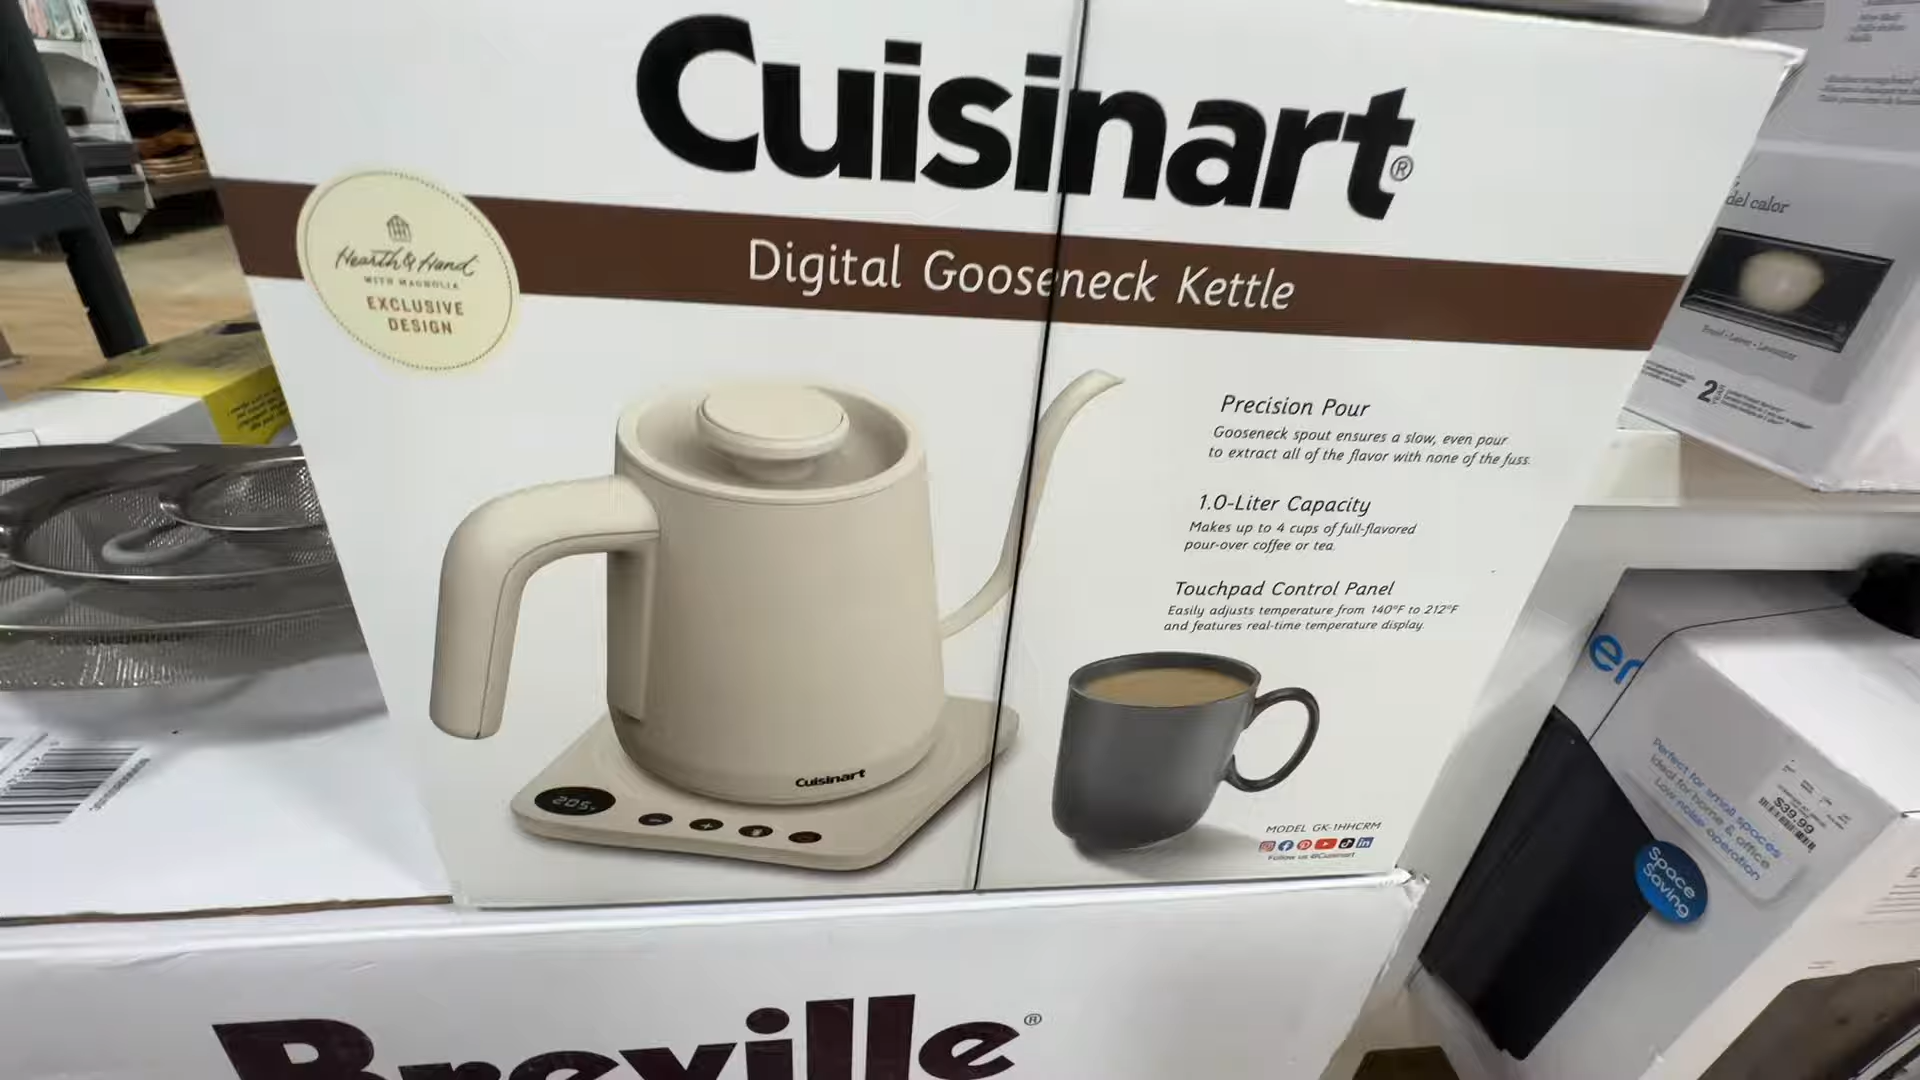 Cuisinart®
Digital Gooseneck Kettle
Hearth & Hand
WITH MAGNOLIA
EXCLUSIVE
DESIGN
Precision Pour
Gooseneck spout ensures a slow, even pour
to extract all of the flavor with none of the fuss.
1.0-Liter Capacity
Makes up to 4 cups of full-flavored
pour-over coffee or tea.
Touchpad Control Panel
Easily adjusts temperature from 140°F to 212°F
and features real-time temperature display.
Cuisinart
205F
MODEL GK-1HHCRM
Follow us @Cuisinart
Breville®
del calor
2 YEAR
er
Perfect for small spaces
Ideal for home & office
Low noise operation
$39.99
Space
Saving